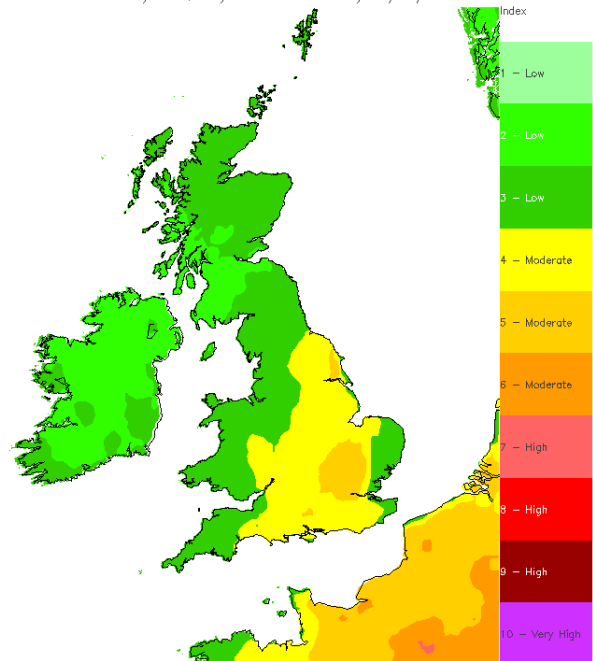 Index
1 - Low
2 - Low
3 - Low
4 - Moderate
5 - Moderate
6 - Moderate
7 - High
8 - High
9 - High
10 - Very High